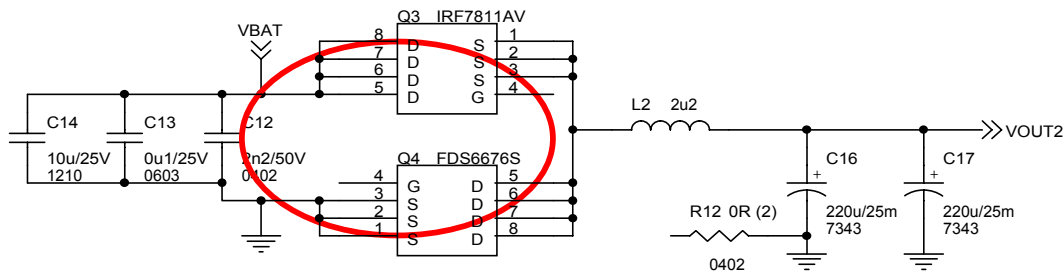 Q3 IRF7811AV
VBAT
8 D S 1
7 D S 2
6 D S 3
5 D G 4
L2 2u2
VOUT2
C14 C13 C12 C16 C17
10u/25V 0u1/25V 2n2/50V
1210 0603 0402
Q4 FDS6676S
4 G D 5
3 S D 6
2 S D 7
1 S D 8
+ +
220u/25m 220u/25m
7343 7343
R12 0R (2)
0402